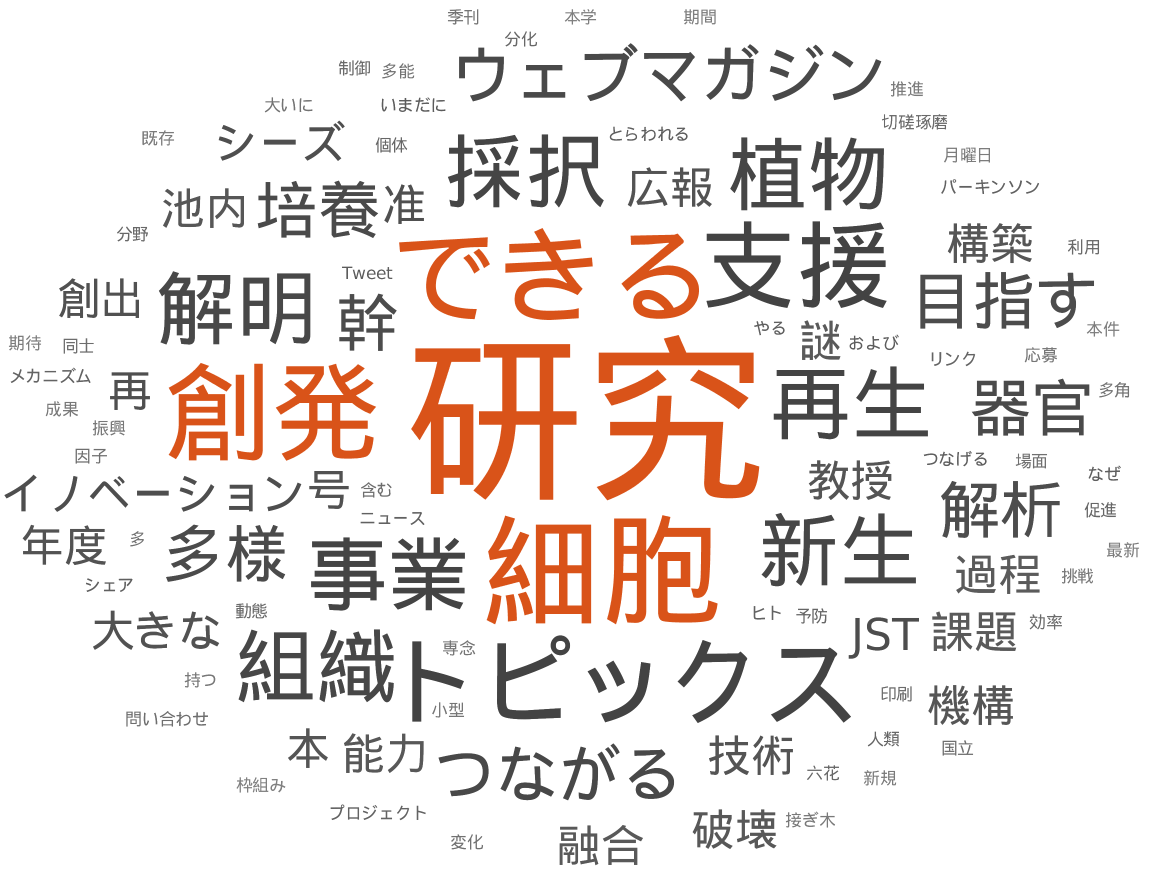 季刊
本学
期間
分化
ウェブマガジン
制御
多能
推進
大いに
いまだに
切磋琢磨
既存
シーズ
個体
採択
とらわれる
植物
月曜日
池内
培養
准
広報
パーキンソン
分野
できる
支援
構築
利用
創出
解明
Tweet
幹
目指す
期待
同士
やる
謎
および
本件
メカニズム
再
創発
研究
再生
リンク
応募
器官
多角
成果
振興
因子
教授
つなげる
場面
なぜ
イノベーション
号
含む
解析
促進
ニュース
年度
多
多様
事業
細胞
新生
過程
最新
挑戦
シェア
大きな
動態
ヒト
予防
JST
課題
効率
組織
トピックス
専念
持つ
小型
印刷
機構
問い合わせ
本
能力
つながる
技術
人類
国立
六花
新規
枠組み
プロジェクト
破壊
接ぎ木
変化
融合